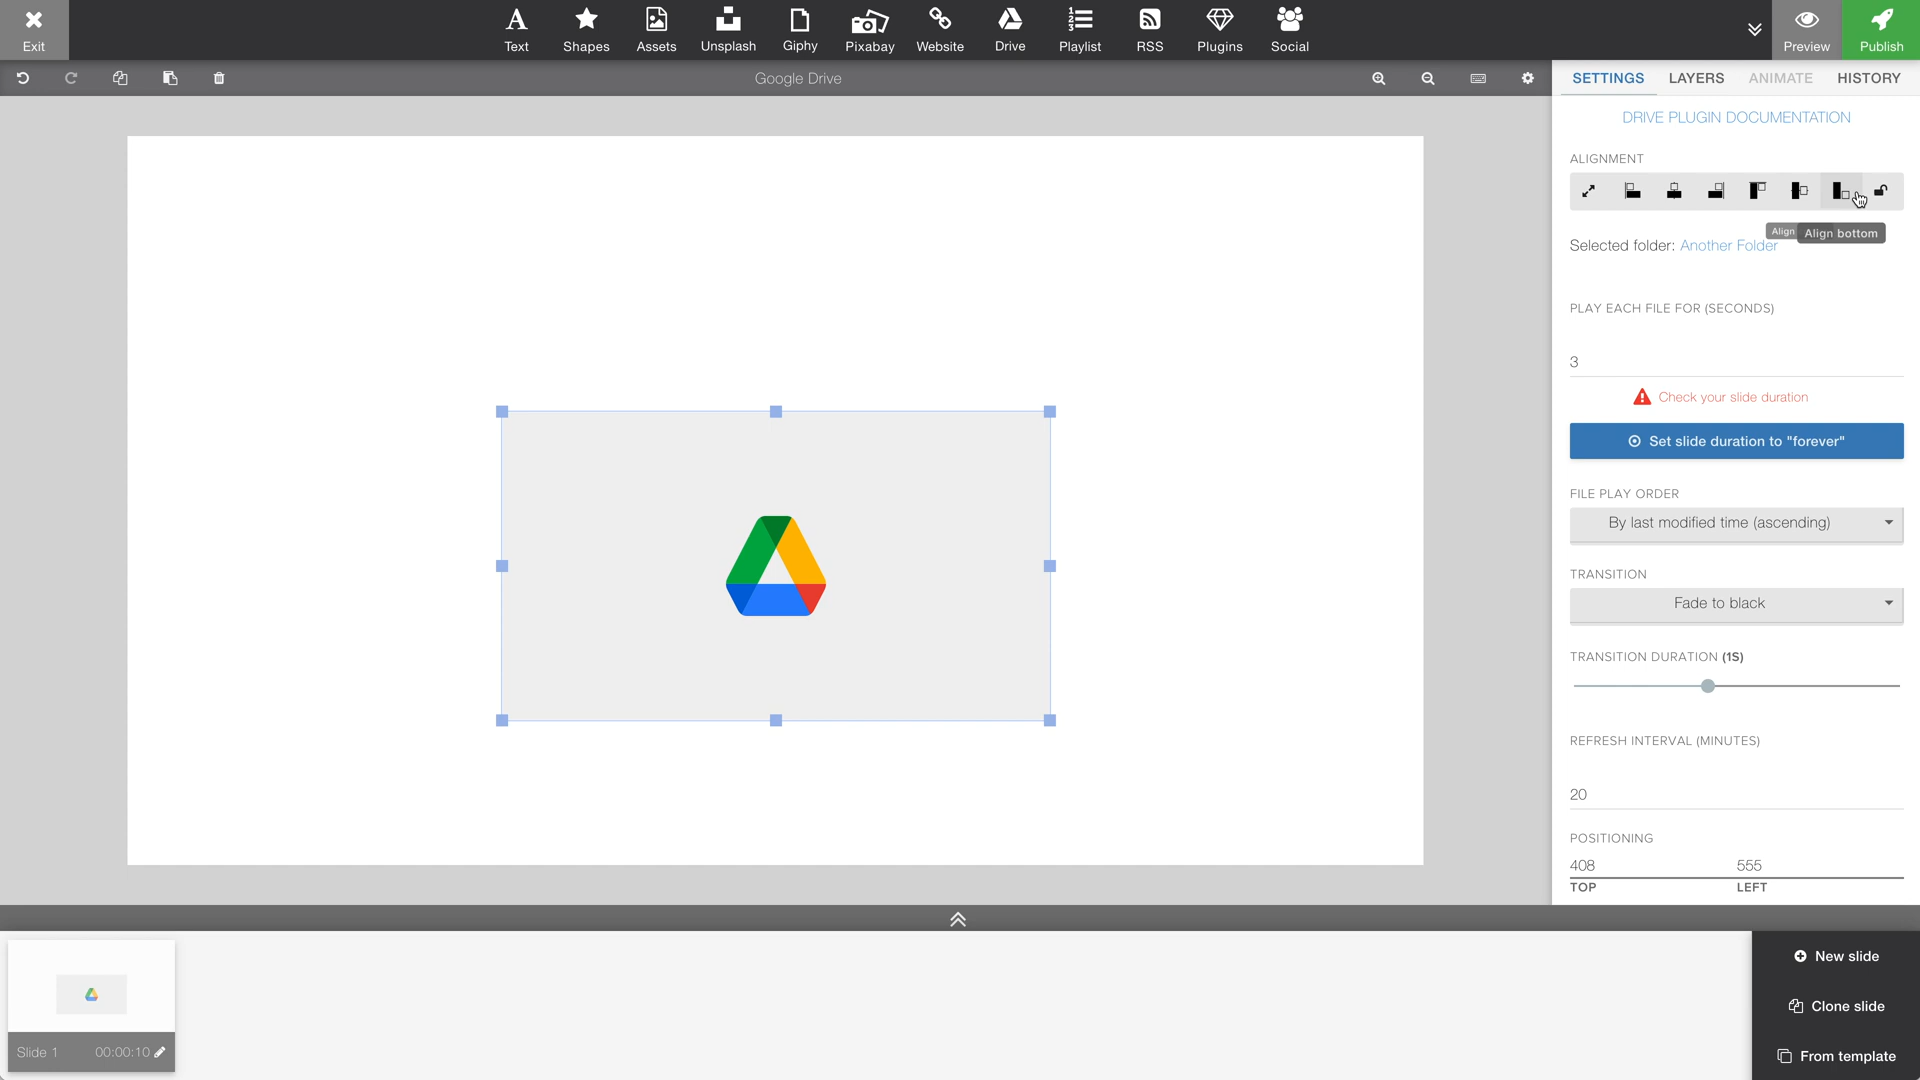 Exit
Text
Shapes
Assets
Unsplash
Giphy
Pixabay
Website
Drive
Playlist
RSS
Plugins
Social
Preview
Publish
Google Drive
SETTINGS
LAYERS
ANIMATE
HISTORY
DRIVE PLUGIN DOCUMENTATION
ALIGNMENT
Align
Align bottom
Selected folder: Another Folder
PLAY EACH FILE FOR (SECONDS)
3
Check your slide duration
Set slide duration to "forever"
FILE PLAY ORDER
By last modified time (ascending)
TRANSITION
Fade to black
TRANSITION DURATION (1S)
REFRESH INTERVAL (MINUTES)
20
POSITIONING
408 555
TOP LEFT
Slide 1 00:00:10
New slide
Clone slide
From template